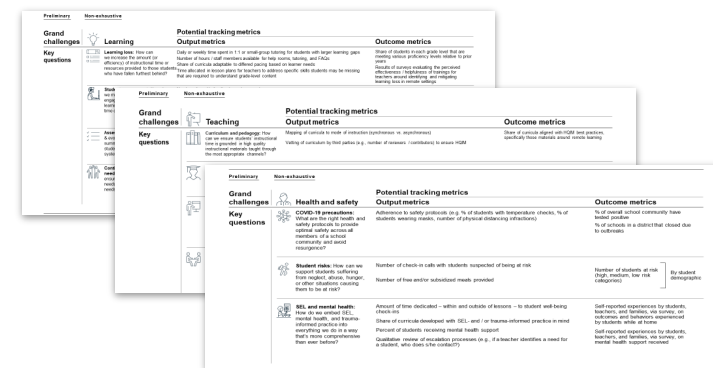 Preliminary Non-exhaustive
Grand challenges Learning
Potential tracking metrics
Output metrics Outcome metrics
Key questions
Learning loss: How can
we increase the amount (or
efficiency) of instructional time or
resources provided to those students
who have fallen furthest behind?
Daily or weekly time spent in 1:1 or small-group tutoring for students with larger learning gaps
Number of hours / staff members available for help rooms, tutoring, and FAQs
Share of curricula adaptable to differed pacing based on learner needs
Time allocated in lesson plans for teachers to address specific skills students may be missing
that are required to understand grade-level content
Share of students in each grade level that are
meeting various proficiency levels relative to prior
years
Results of surveys evaluating the perceived
effectiveness / helpfulness of trainings for
teachers around identifying and mitigating
learning loss in remote settings
Preliminary Non-exhaustive
Grand challenges Teaching
Potential tracking metrics
Output metrics Outcome metrics
Key questions
Curriculum and pedagogy: How
can we ensure students' instructional
time is grounded in high quality
instructional materials taught through
the most appropriate channels?
Mapping of curricula to mode of instruction (synchronous vs asynchronous)
Vetting of curriculum by third parties (e.g., number of reviewers / contributors) to ensure HQIM
Share of curricula aligned with HQIM best practices,
specifically those materials around remote learning
Preliminary Non-exhaustive
Grand challenges Health and safety
Potential tracking metrics
Output metrics Outcome metrics
Key questions
COVID-19 precautions:
What are the right health and
safety protocols to provide
optimal safety across all
members of a school
community and avoid
resurgence?
Adherence to safety protocols (e.g. % of students with temperature checks, % of
students wearing masks, number of physical distancing infractions)
% of overall school community have
tested positive
% of schools in a district that closed due
to outbreaks
Student risks: How can we
support students suffering
from neglect, abuse, hunger,
or other situations causing
them to be at risk?
Number of check-in calls with students suspected of being at risk
Number of free and/or subsidized meals provided
Number of students at risk
(high, medium, low risk
categories)
By student
demographic
SEL and mental health:
How do we embed SEL,
mental health, and trauma-
informed practice into
everything we do in a way
that's more comprehensive
than ever before?
Amount of time dedicated – within and outside of lessons – to student well-being
check-ins
Share of curricula developed with SEL- and / or trauma-informed practice in mind
Percent of students receiving mental health support
Qualitative review of escalation processes (e.g., if a teacher identifies a need for
a student, who does s/he contact?)
Self-reported experiences by students,
teachers, and families, via survey, on
outcomes and behaviors experienced
by students while at home
Self-reported experiences by students,
teachers, and families, via survey, on
mental health support received